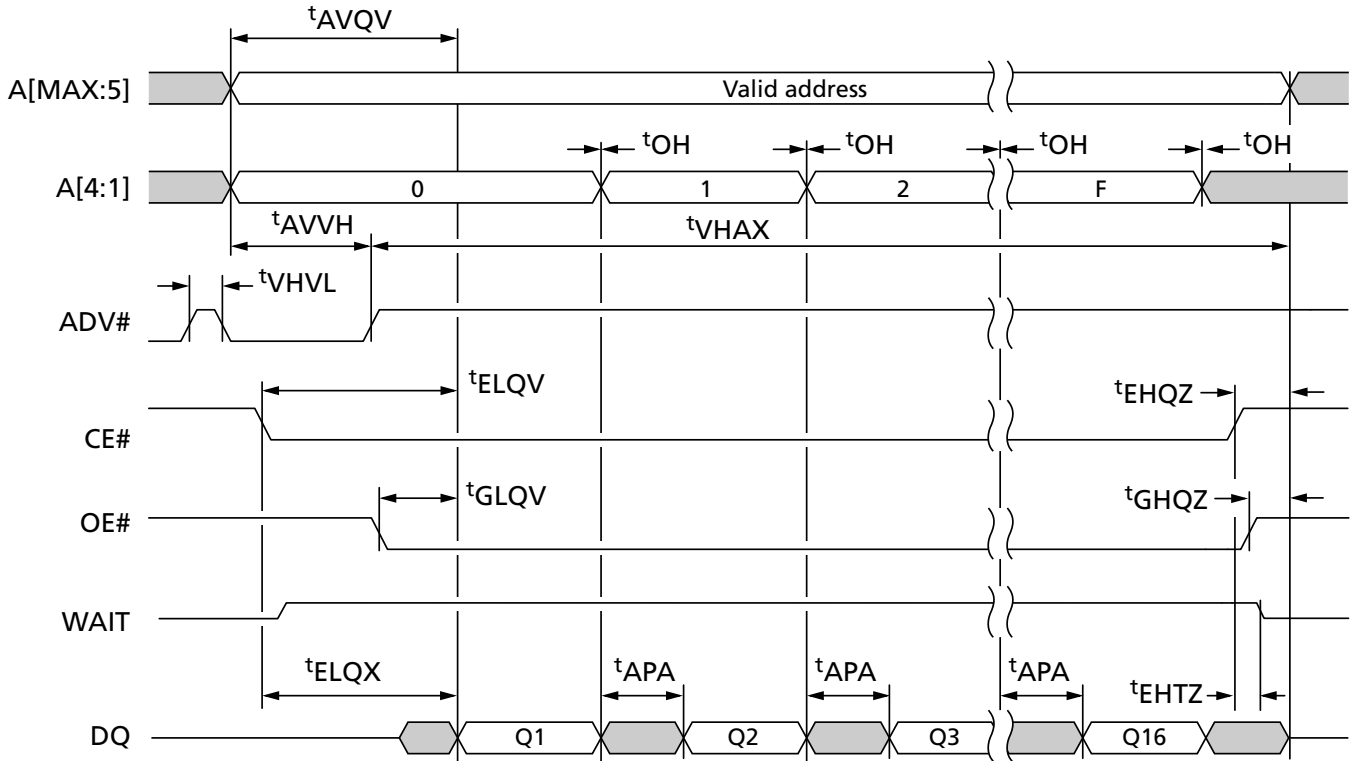 tAVQV
A[MAX:5] Valid address
tOH tOH tOH tOH
A[4:1] 0 1 2 F
tAVVH tVHAX
tVHVL
ADV#
tELQV tEHQZ
CE#
tGLQV tGHQZ
OE#
WAIT
tELQX tAPA tAPA tAPA tEHTZ
DQ Q1 Q2 Q3 Q16